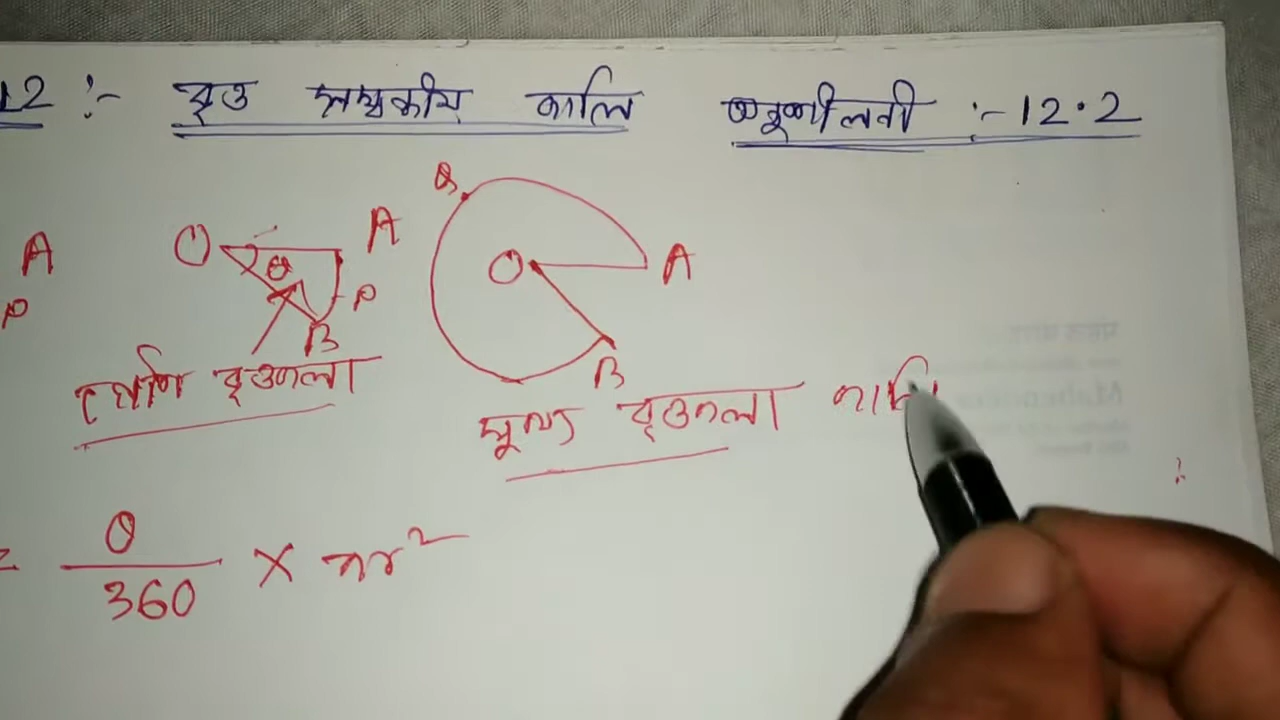 12 :- বৃত্ত সম্বন্ধীয় কালি অনুশীলনী :- 12.2
Q
A O θ A O A
P P
B B
বৃত্তকলা
বৃত্তকলা কালি
= θ/360 × πr²